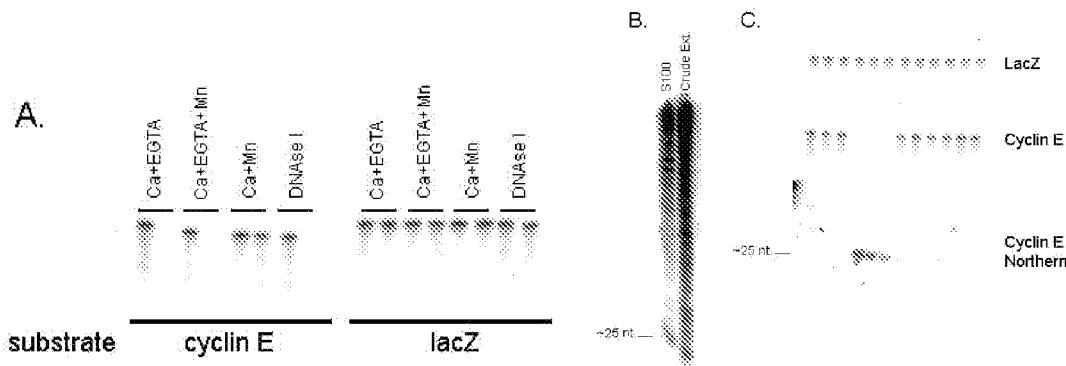 A.
Ca+EGTA
Ca+EGTA+Mn
Ca+Mn
DNAse I
Ca+EGTA
Ca+EGTA+Mn
Ca+Mn
DNAse I
substrate
cyclin E
lacZ
B.
S100
Crude Ext.
~25 nt.
C.
LacZ
Cyclin E
~25 nt.
Cyclin E
Northern